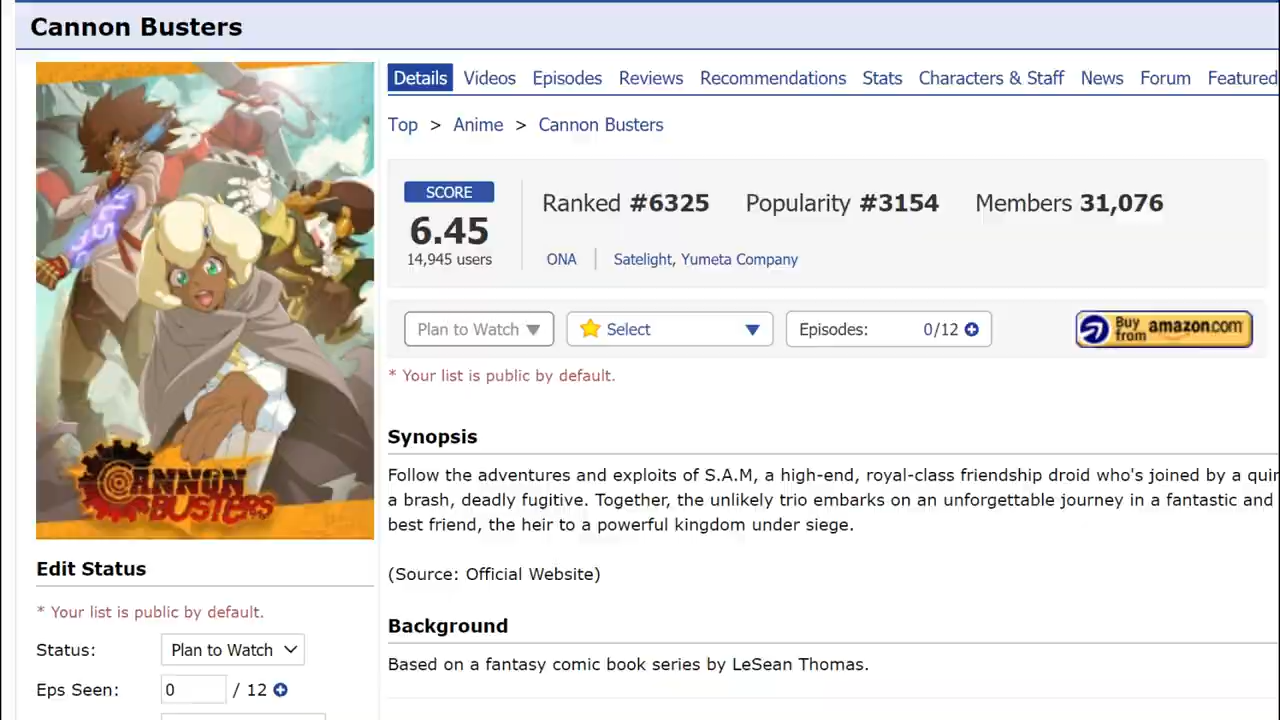 Cannon Busters
Details Videos Episodes Reviews Recommendations Stats Characters & Staff News Forum Featured
Top > Anime > Cannon Busters
SCORE
6.45
14,945 users
Ranked #6325 Popularity #3154 Members 31,076
ONA Satelight, Yumeta Company
Plan to Watch Select Episodes: 0/12
Buy from amazon.com
* Your list is public by default.
CANNON
BUSTERS
Synopsis
Follow the adventures and exploits of S.A.M, a high-end, royal-class friendship droid who's joined by a
a brash, deadly fugitive. Together, the unlikely trio embarks on an unforgettable journey in a fantastic and
best friend, the heir to a powerful kingdom under siege.
(Source: Official Website)
Background
Based on a fantasy comic book series by LeSean Thomas.
Edit Status
* Your list is public by default.
Status: Plan to Watch
Eps Seen: 0 / 12